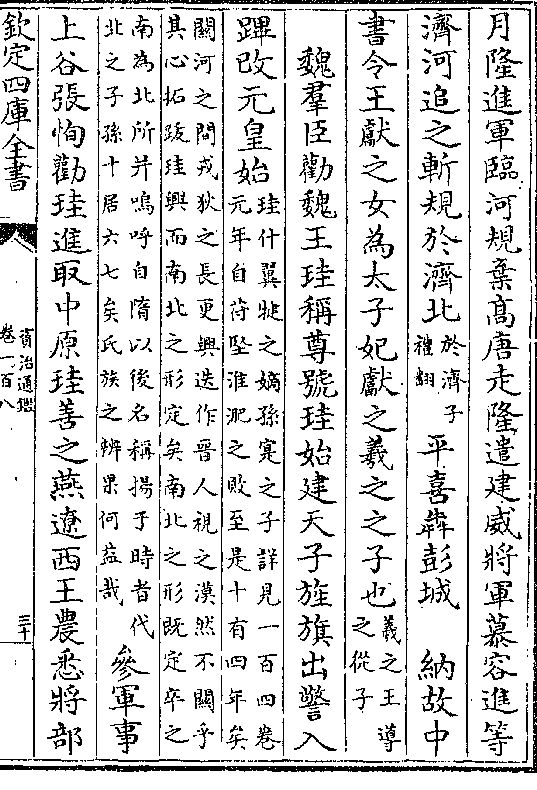 月隆進軍臨河規棄髙唐走隆遣建威將軍慕容進等
濟河追之斬規於濟北於濟子禮翻平喜犇彭城　納故中
書令王獻之女為太子妃獻之羲之之子也羲之王導之從子
魏羣臣勸魏王珪稱尊號珪始建天子旌旗出警入
蹕改元皇始珪什翼犍之嫡孫寔之子詳見一百四卷元年自苻堅淮淝之敗至是十有四年矣
關河之間戎狄之長更興迭作晉人視之漠然不關乎其心拓跋珪興而南北之形定矣南北之形既定卒之
南為北所并嗚呼自隋以後名稱揚于時者代北之子孫十居六七矣氏族之辨果何益哉參軍事
上谷張恂勸珪進取中原珪善之燕遼西王農悉將部
欽定四庫全書
資治通鑑
卷一百八
三十